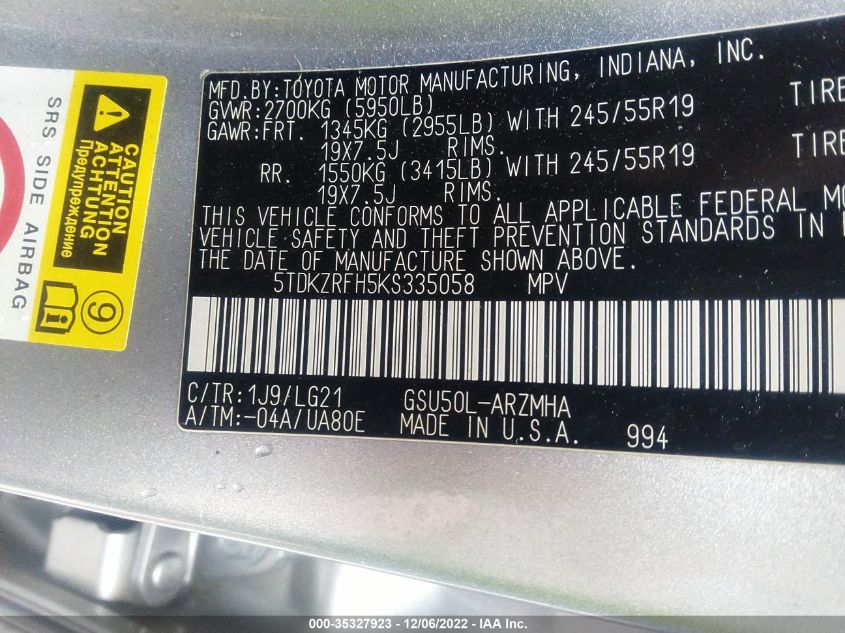 MFD.BY:TOYOTA MOTOR MANUFACTURING, INDIANA, INC.
GVWR:2700KG (5950LB)
GAWR:FRT. 1345KG (2955LB) WITH 245/55R19 TIRE
19X7.5J RIMS.
RR. 1550KG (3415LB) WITH 245/55R19 TIRE
19X7.5J RIMS.
THIS VEHICLE CONFORMS TO ALL APPLICABLE FEDERAL MO
VEHICLE SAFETY AND THEFT PREVENTION STANDARDS IN
THE DATE OF MANUFACTURE SHOWN ABOVE.
5TDKZRFH5KS335058 MPV
C/TR:1J9/LG21 GSU50L-ARZMHA
A/TM:-04A/UA80E MADE IN U.S.A. 994
SRS SIDE AIRBAG
CAUTION
ATTENTION
ACHTUNG
Предупреждение
000-35327923 - 12/06/2022 - IAA Inc.